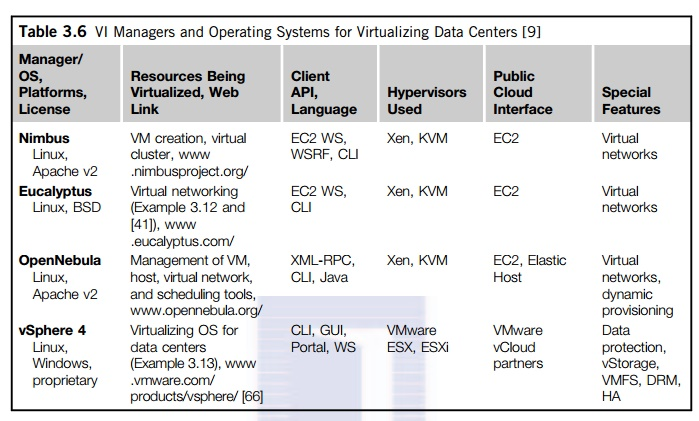 Table 3.6 VI Managers and Operating Systems for Virtualizing Data Centers [9]
Manager/
OS,
Platforms,
License
Resources Being
Virtualized, Web
Link
Client
API,
Language
Hypervisors
Used
Public
Cloud
Interface
Special
Features
Nimbus
Linux,
Apache v2
VM creation, virtual
cluster, www
.nimbusproject.org/
EC2 WS,
WSRF, CLI
Xen, KVM
EC2
Virtual
networks
Eucalyptus
Linux, BSD
Virtual networking
(Example 3.12 and
[41]), www
.eucalyptus.com/
EC2 WS,
CLI
Xen, KVM
EC2
Virtual
networks
OpenNebula
Linux,
Apache v2
Management of VM,
host, virtual network,
and scheduling tools,
www.opennebula.org/
XML-RPC,
CLI, Java
Xen, KVM
EC2, Elastic
Host
Virtual
networks,
dynamic
provisioning
vSphere 4
Linux,
Windows,
proprietary
Virtualizing OS for
data centers
(Example 3.13), www
.vmware.com/
products/vsphere/ [66]
CLI, GUI,
Portal, WS
VMware
ESX, ESXi
VMware
vCloud
partners
Data
protection,
vStorage,
VMFS, DRM,
HA